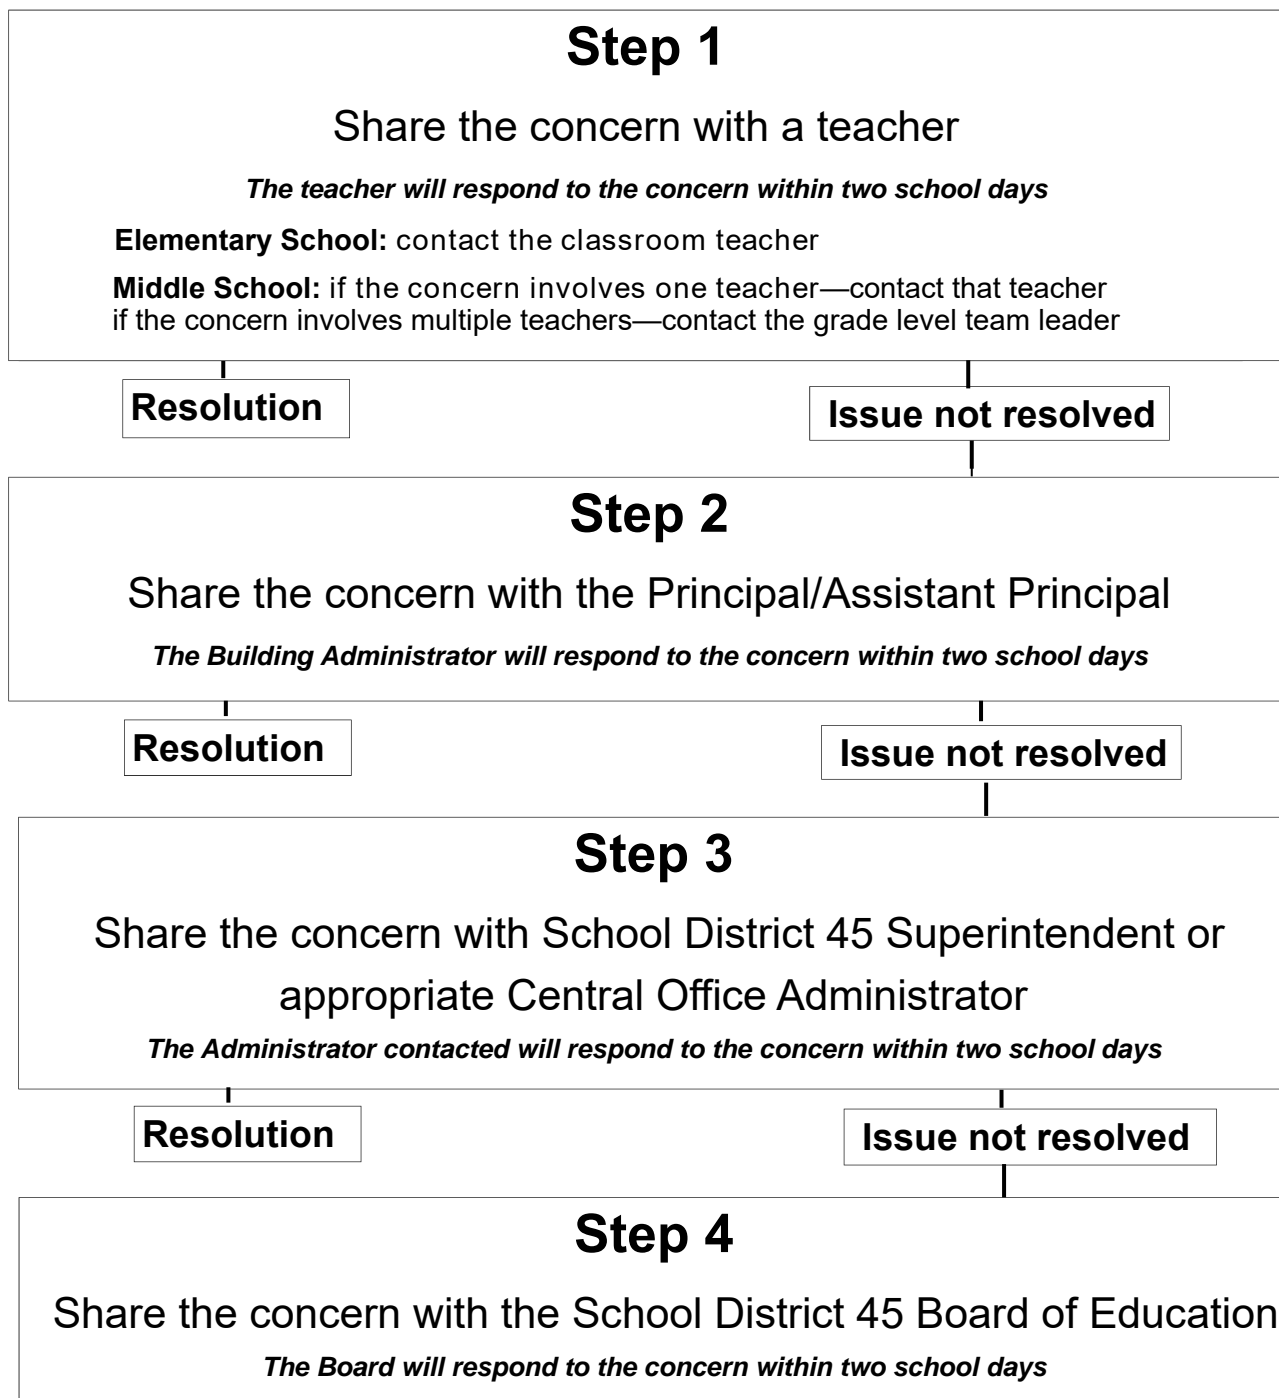 Step 1
Share the concern with a teacher
The teacher will respond to the concern within two school days
Elementary School: contact the classroom teacher
Middle School: if the concern involves one teacher—contact that teacher
if the concern involves multiple teachers—contact the grade level team leader
Resolution
Issue not resolved
Step 2
Share the concern with the Principal/Assistant Principal
The Building Administrator will respond to the concern within two school days
Resolution
Issue not resolved
Step 3
Share the concern with School District 45 Superintendent or
appropriate Central Office Administrator
The Administrator contacted will respond to the concern within two school days
Resolution
Issue not resolved
Step 4
Share the concern with the School District 45 Board of Education
The Board will respond to the concern within two school days